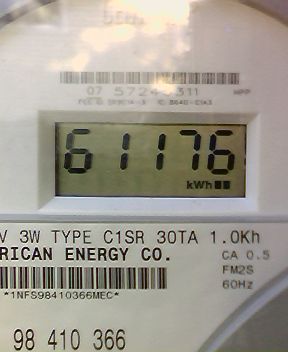 61176
kWh
V 3W TYPE C1SR 30TA 1.0Kh
RICAN ENERGY CO.
CA 0.5
FM2S
60Hz
*1NFS98410366MEC*
98 410 366